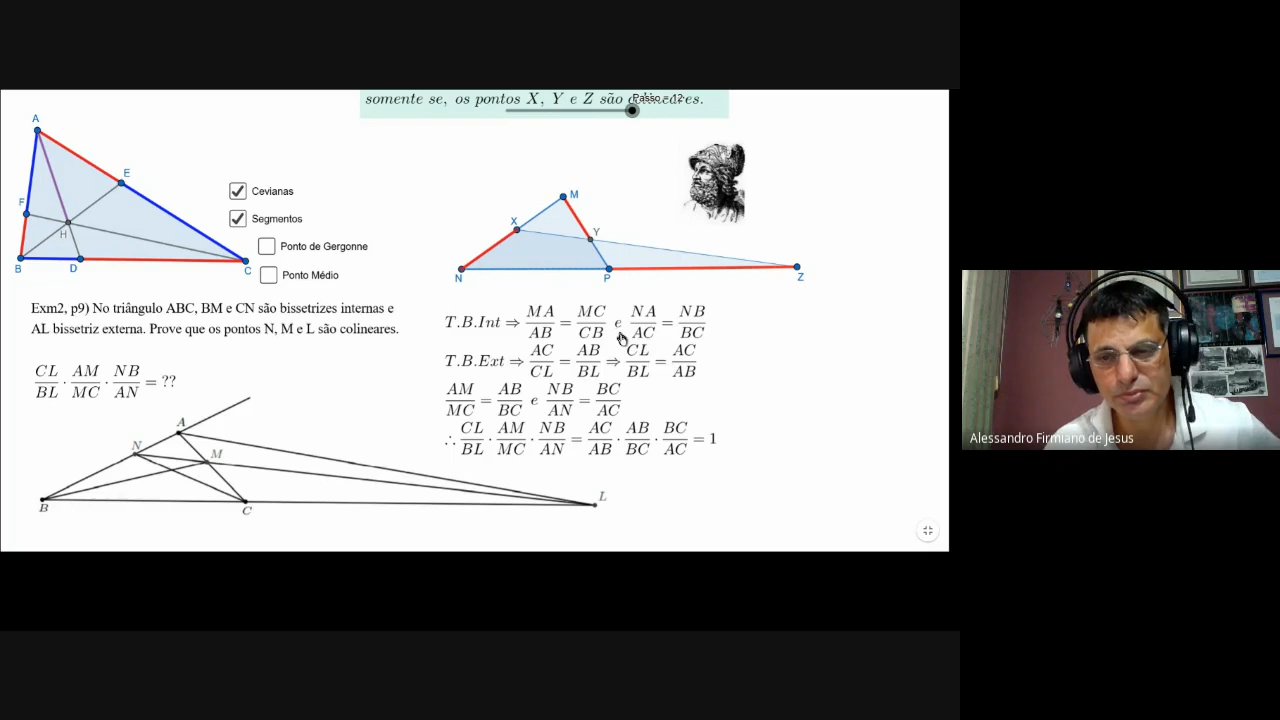 somente se, os pontos X, Y e Z são colineares.
Passo = 12
A
E
F
H
B
D
C
Cevianas
Segmentos
Ponto de Gergonne
Ponto Médio
M
X
Y
N
P
Z
Exm2, p9) No triângulo ABC, BM e CN são bissetrizes internas e
AL bissetriz externa. Prove que os pontos N, M e L são colineares.
CL/BL · AM/MC · NB/AN = ??
T.B.Int ⇒ MA/AB = MC/CB e NA/AC = NB/BC
T.B.Ext ⇒ AC/CL = AB/BL ⇒ CL/BL = AC/AB
AM/MC = AB/BC e NB/AN = BC/AC
∴ CL/BL · AM/MC · NB/AN = AC/AB · AB/BC · BC/AC = 1
A
N
M
B
C
L
Alessandro Firmiano de Jesus